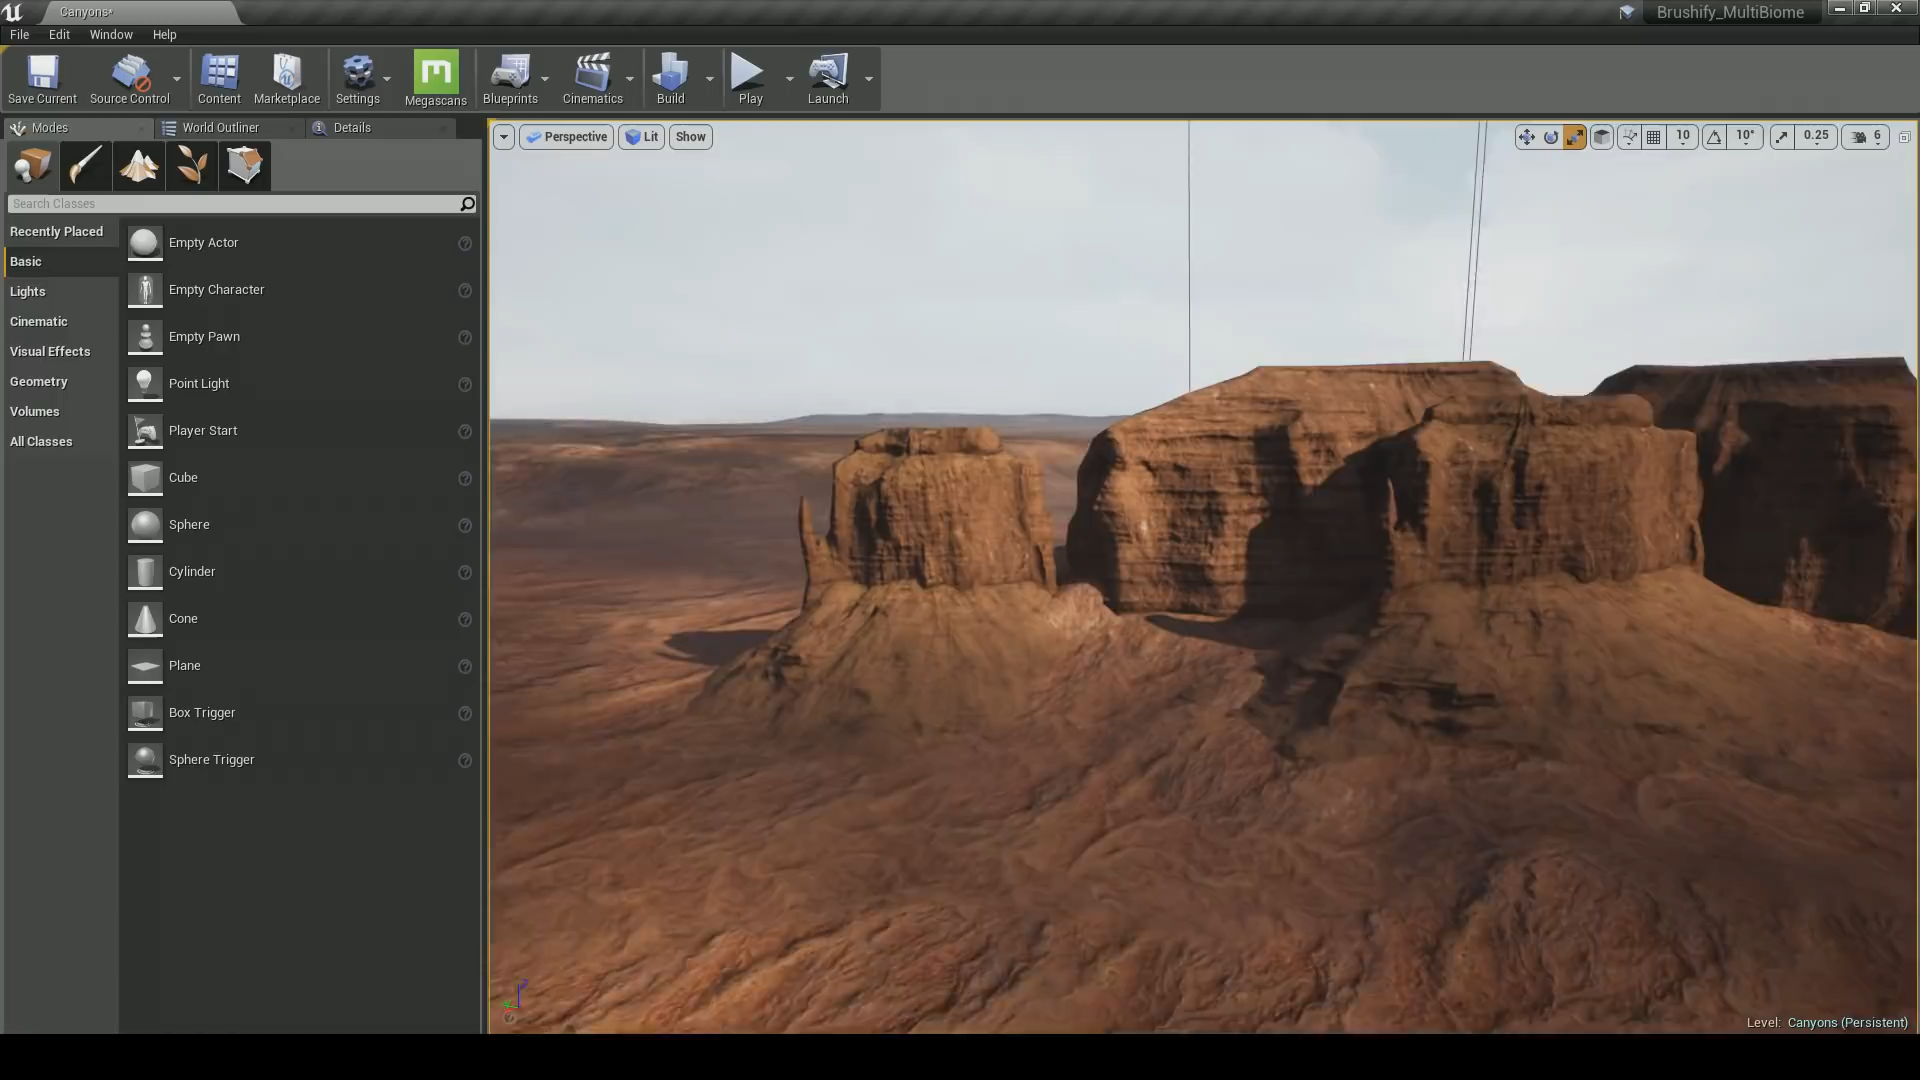 Canyons*
Brushify_MultiBiome
File Edit Window Help
Save Current Source Control Content Marketplace Settings Megascans Blueprints Cinematics Build Play Launch
Modes World Outliner Details
Perspective Lit Show 10 10° 0.25 6
Search Classes
Recently Placed
Basic
Lights
Cinematic
Visual Effects
Geometry
Volumes
All Classes
Empty Actor
Empty Character
Empty Pawn
Point Light
Player Start
Cube
Sphere
Cylinder
Cone
Plane
Box Trigger
Sphere Trigger
Level: Canyons (Persistent)